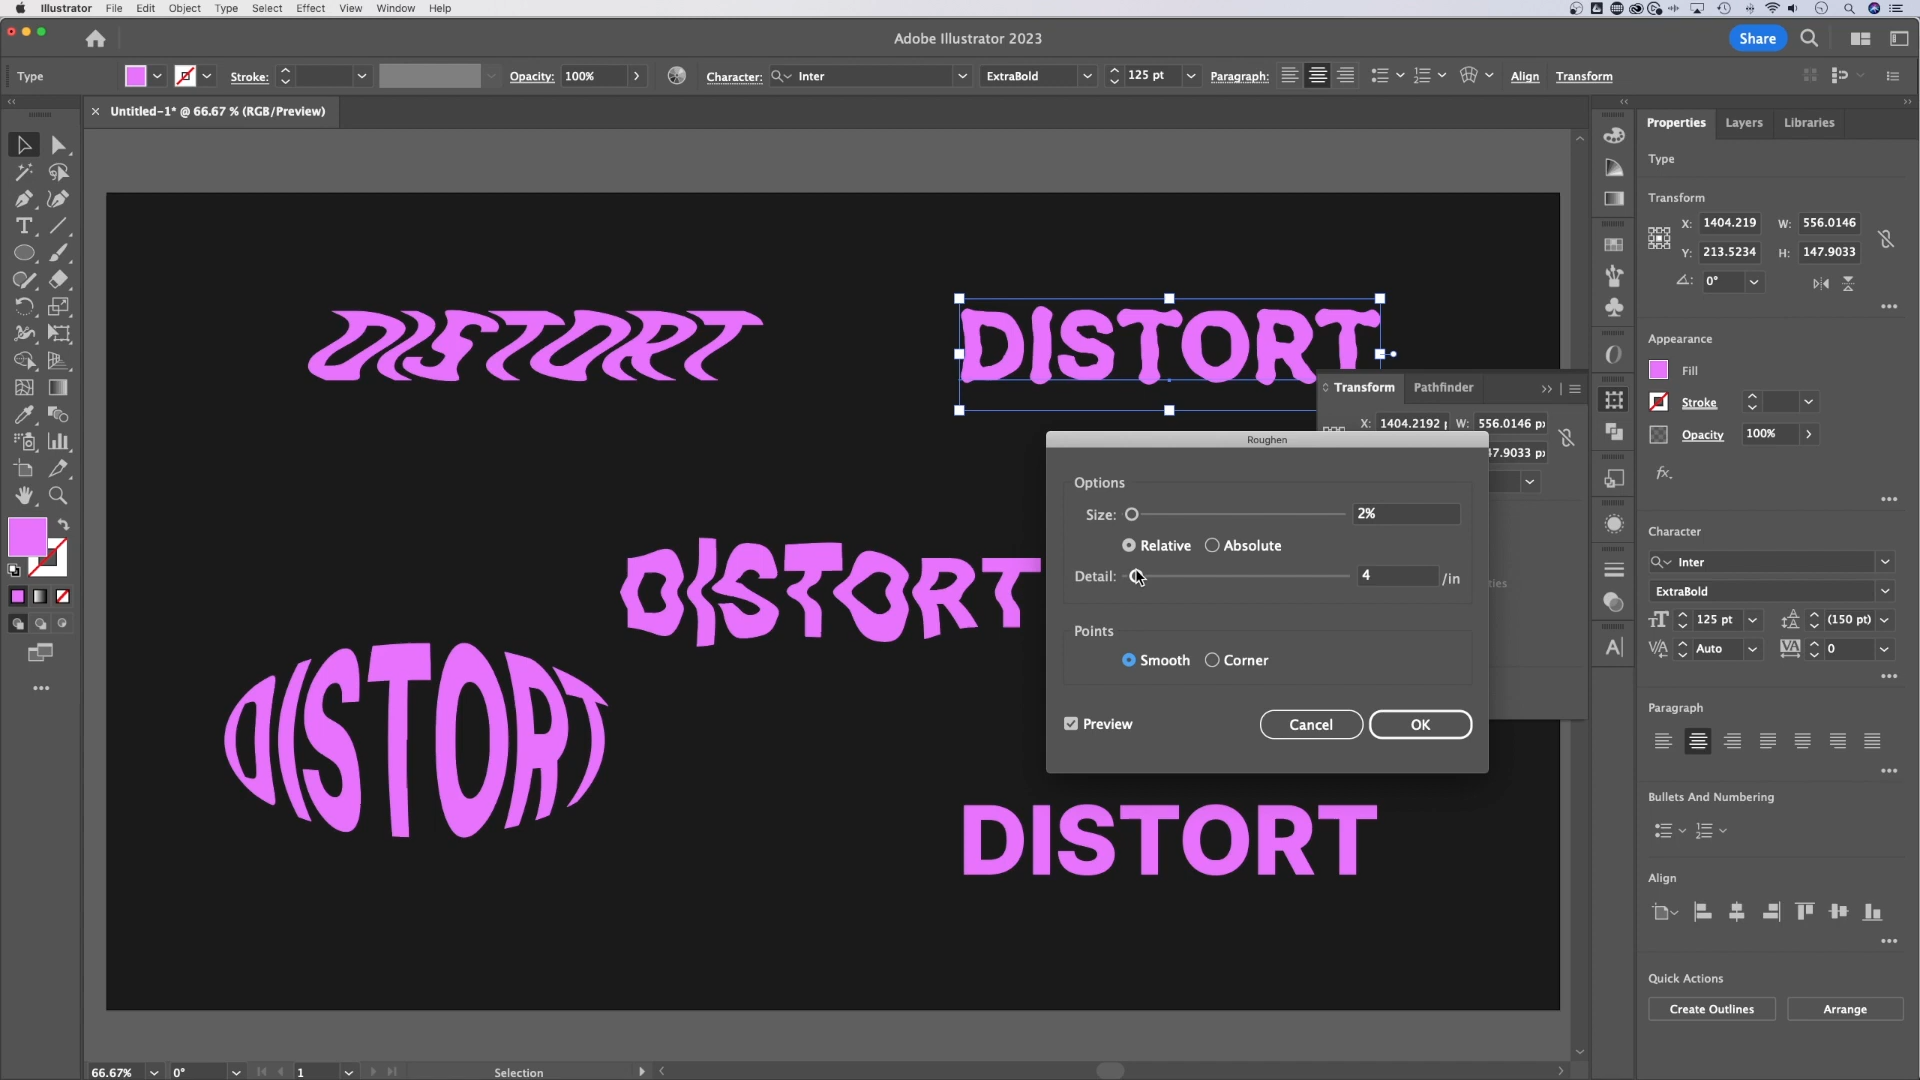 Illustrator File Edit Object Type Select Effect View Window Help
Adobe Illustrator 2023
Share
Type
Stroke:
Opacity: 100%
Character: Inter
ExtraBold
125 pt
Paragraph:
Align
Transform
Untitled-1* @ 66.67 % (RGB/Preview)
DISTORT
DISTORT
DISTORT
DISTORT
DISTORT
Transform Pathfinder
X: 1404.2192 W: 556.0146 px
47.9033 px
Roughen
Options
Size: 2%
Relative Absolute
Detail: 4 /in
Points
Smooth Corner
Preview
Cancel OK
Properties Layers Libraries
Type
Transform
X: 1404.219 W: 556.0146
Y: 213.5234 H: 147.9033
0°
Appearance
Fill
Stroke
Opacity 100%
fx.
Character
Inter
ExtraBold
125 pt (150 pt)
Auto 0
Paragraph
Bullets And Numbering
Align
Quick Actions
Create Outlines Arrange
66.67% 0° 1 Selection